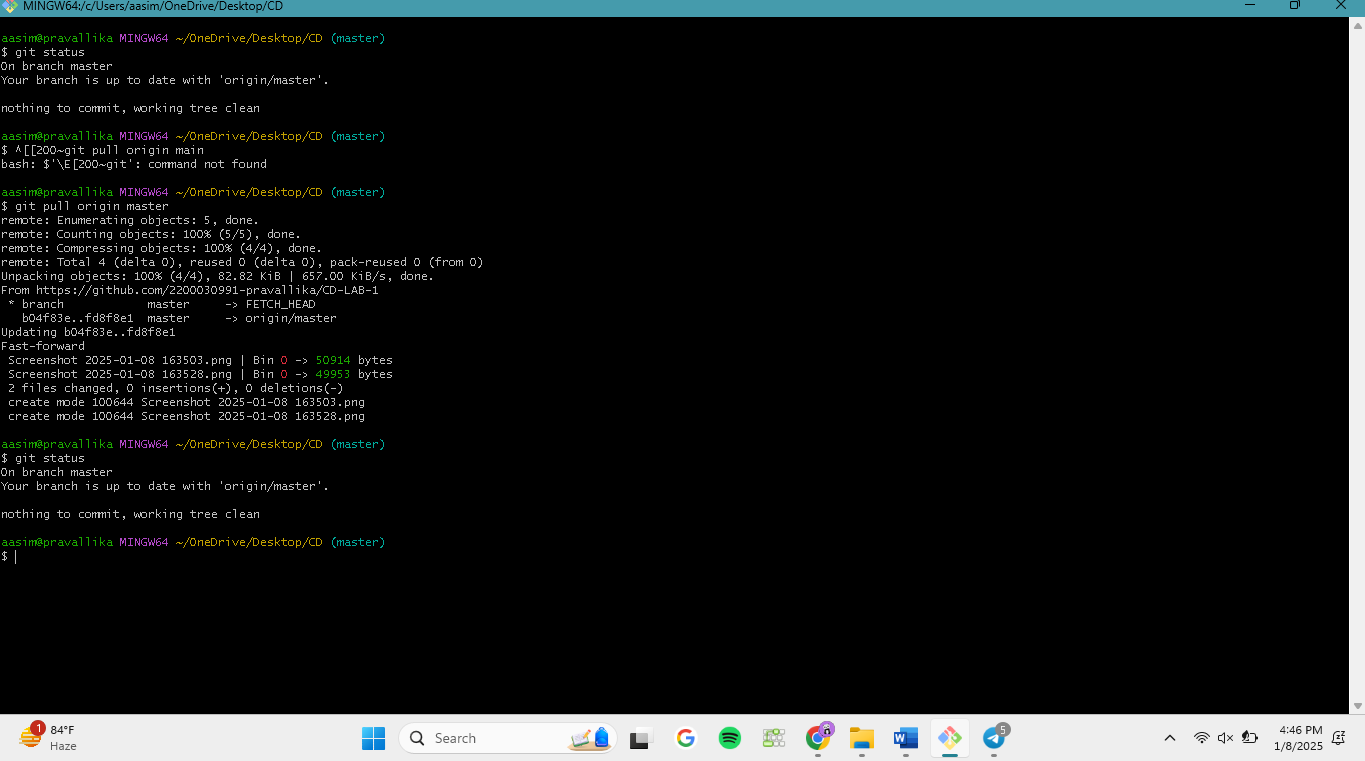 MINGW64:/c/Users/aasim/OneDrive/Desktop/CD
aasim@pravallika MINGW64 ~/OneDrive/Desktop/CD (master)
$ git status
On branch master
Your branch is up to date with 'origin/master'.
nothing to commit, working tree clean
aasim@pravallika MINGW64 ~/OneDrive/Desktop/CD (master)
$ ^[[200~git pull origin main
bash: $'\E[200~git': command not found
aasim@pravallika MINGW64 ~/OneDrive/Desktop/CD (master)
$ git pull origin master
remote: Enumerating objects: 5, done.
remote: Counting objects: 100% (5/5), done.
remote: Compressing objects: 100% (4/4), done.
remote: Total 4 (delta 0), reused 0 (delta 0), pack-reused 0 (from 0)
Unpacking objects: 100% (4/4), 82.82 KiB | 657.00 KiB/s, done.
From https://github.com/2200030991-pravallika/CD-LAB-1
 * branch            master     -> FETCH_HEAD
   b04f83e..fd8f8e1  master     -> origin/master
Updating b04f83e..fd8f8e1
Fast-forward
 Screenshot 2025-01-08 163503.png | Bin 0 -> 50914 bytes
 Screenshot 2025-01-08 163528.png | Bin 0 -> 49953 bytes
 2 files changed, 0 insertions(+), 0 deletions(-)
 create mode 100644 Screenshot 2025-01-08 163503.png
 create mode 100644 Screenshot 2025-01-08 163528.png
aasim@pravallika MINGW64 ~/OneDrive/Desktop/CD (master)
$ git status
On branch master
Your branch is up to date with 'origin/master'.
nothing to commit, working tree clean
aasim@pravallika MINGW64 ~/OneDrive/Desktop/CD (master)
$
1
84°F
Haze
Search
W
5
4:46 PM
1/8/2025